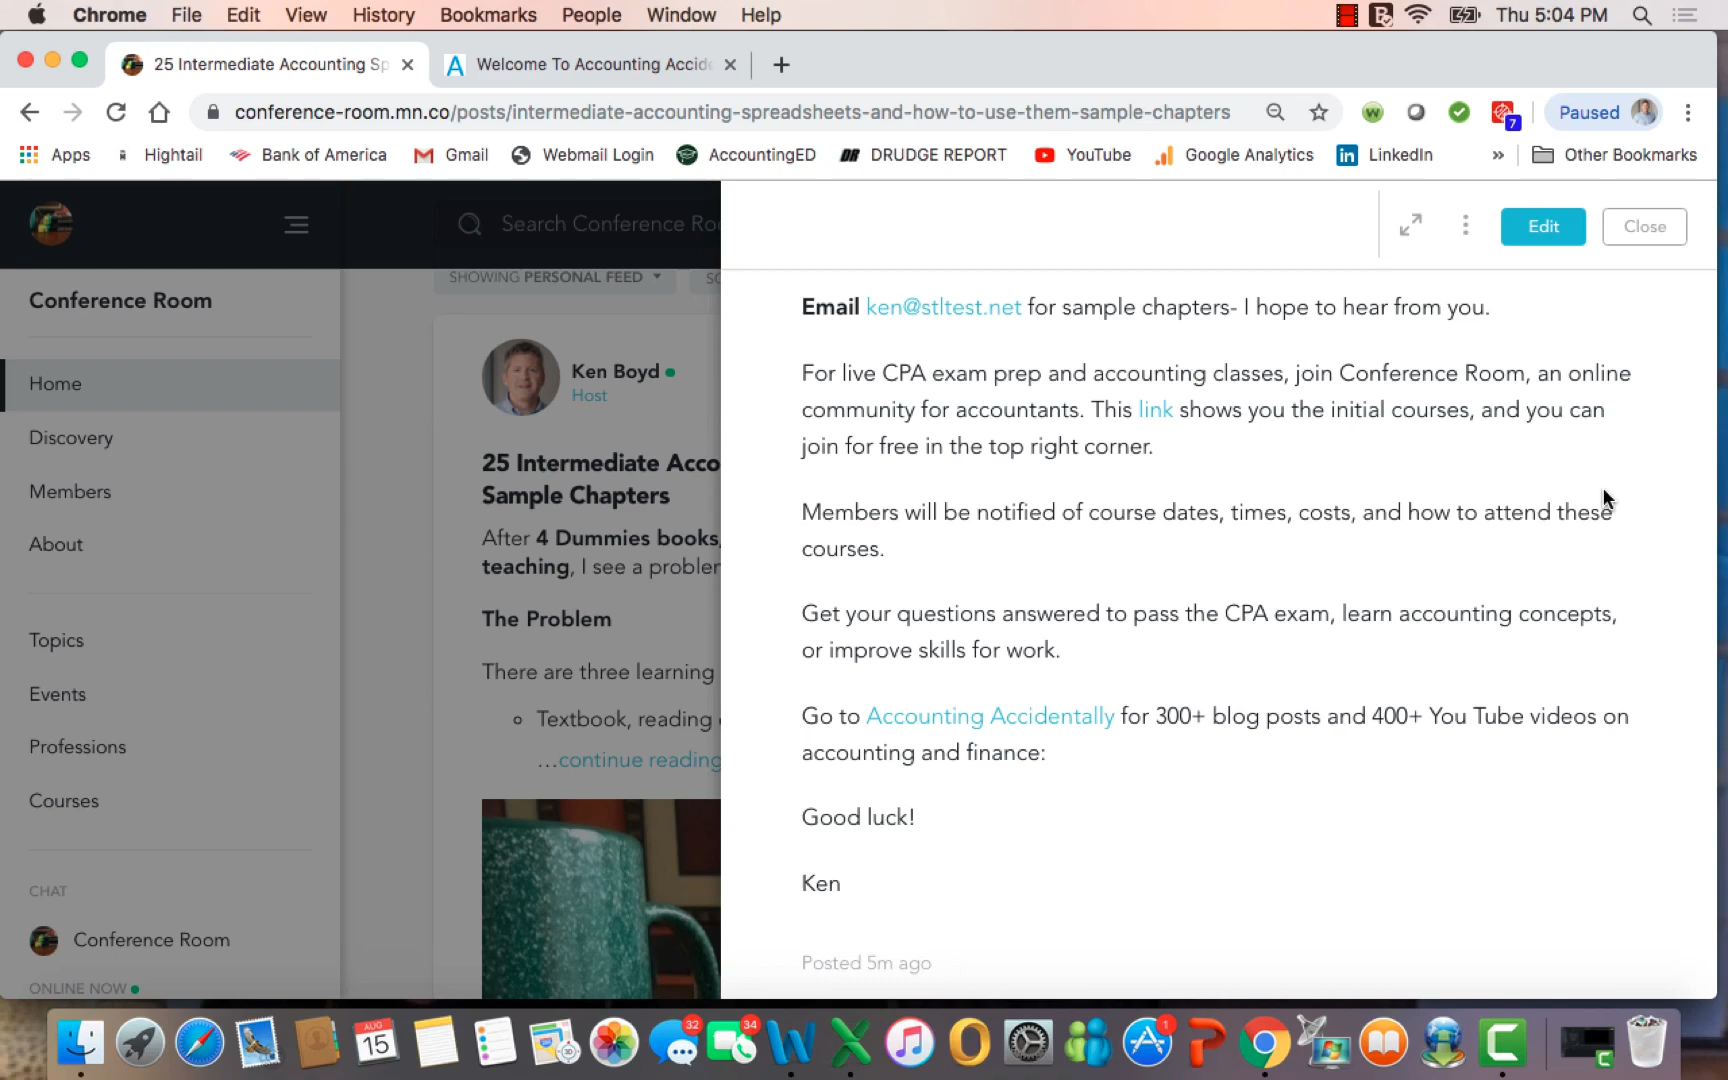 Chrome File Edit View History Bookmarks People Window Help Thu 5:04 PM
25 Intermediate Accounting Sp Welcome To Accounting Accid
conference-room.mn.co/posts/intermediate-accounting-spreadsheets-and-how-to-use-them-sample-chapters 7 Paused
Apps Hightail Bank of America Gmail Webmail Login AccountingED DRUDGE REPORT YouTube Google Analytics LinkedIn » Other Bookmarks
Search Conference Roo
Edit Close
Conference Room
Home
Discovery
Members
About
Topics
Events
Professions
Courses
CHAT
Conference Room
ONLINE NOW
SHOWING PERSONAL FEED
Ken Boyd
Host
25 Intermediate Acco
Sample Chapters
After 4 Dummies books,
teaching, I see a problem
The Problem
There are three learning
Textbook, reading
...continue reading
Email ken@stltest.net for sample chapters- I hope to hear from you.
For live CPA exam prep and accounting classes, join Conference Room, an online
community for accountants. This link shows you the initial courses, and you can
join for free in the top right corner.
Members will be notified of course dates, times, costs, and how to attend these
courses.
Get your questions answered to pass the CPA exam, learn accounting concepts,
or improve skills for work.
Go to Accounting Accidentally for 300+ blog posts and 400+ You Tube videos on
accounting and finance:
Good luck!
Ken
Posted 5m ago
AUG
15
32
34
1